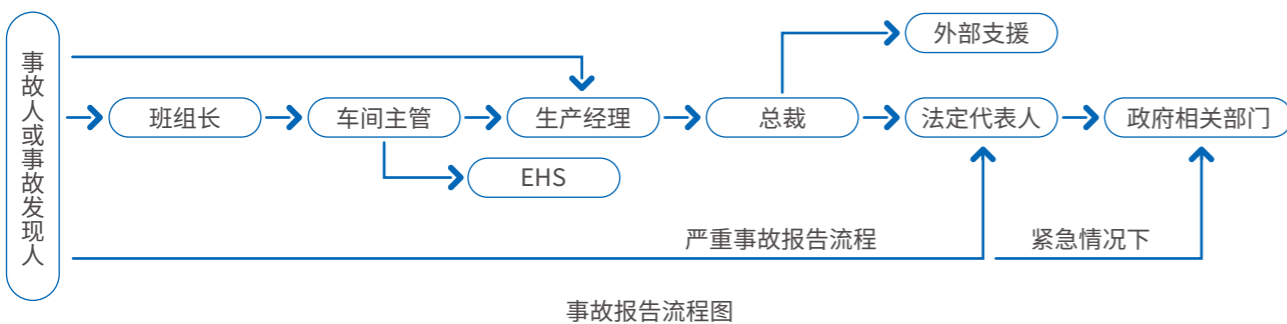 外部支援
事故人或事故发现人
班组长
车间主管
生产经理
总裁
法定代表人
政府相关部门
EHS
严重事故报告流程
紧急情况下
事故报告流程图